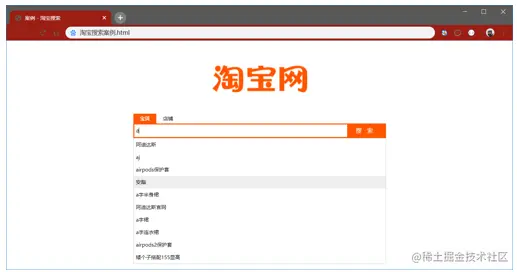 案例 - 淘宝搜索
淘宝搜索案例.html
淘宝网
宝贝 店铺
a
搜 索
阿迪达斯
aj
airpods保护套
安踏
a字半身裙
阿迪达斯官网
a字裙
a字连衣裙
airpods2保护套
矮个子搭配155显高
@稀土掘金技术社区